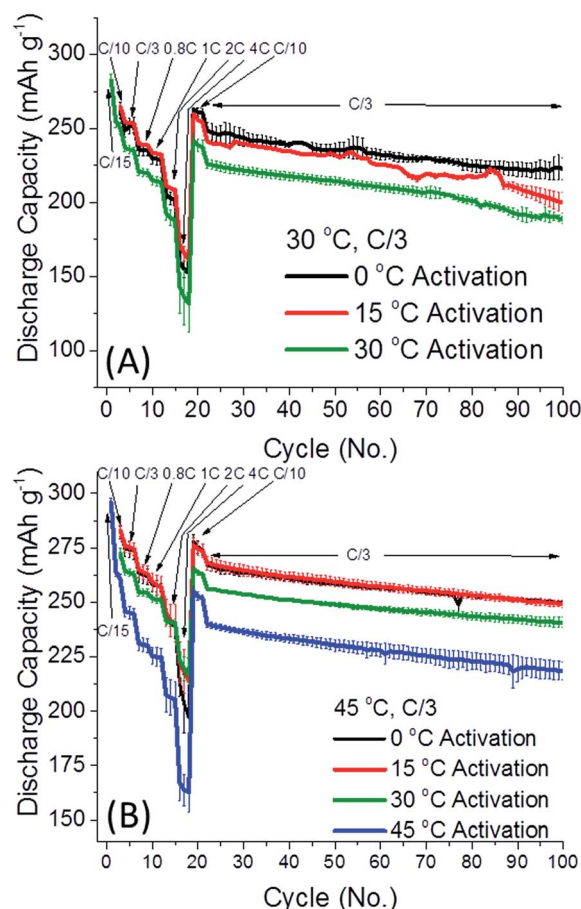 C/10 C/3 0.8C 1C 2C 4C C/10
C/3
C/15
300
250
200
150
100
Discharge Capacity (mAh g⁻¹)
30 °C, C/3
0 °C Activation
15 °C Activation
30 °C Activation
(A)
0 10 20 30 40 50 60 70 80 90 100
Cycle (No.)
C/10 C/3 0.8C 1C 2C 4C C/10
C/3
C/15
300
275
250
225
200
175
150
Discharge Capacity (mAh g⁻¹)
45 °C, C/3
0 °C Activation
15 °C Activation
30 °C Activation
45 °C Activation
(B)
0 10 20 30 40 50 60 70 80 90 100
Cycle (No.)